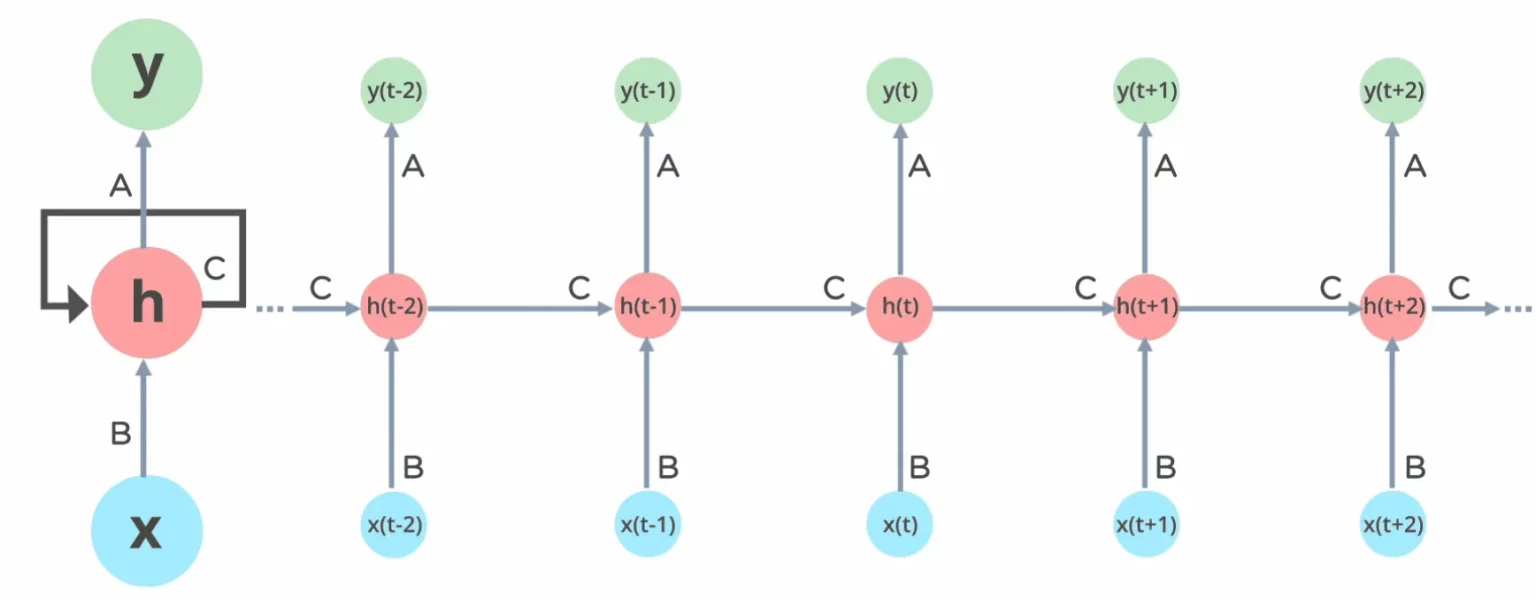 y
y(t-2) y(t-1) y(t) y(t+1) y(t+2)
A A A A A A
C C C C C C C
h h(t-2) h(t-1) h(t) h(t+1) h(t+2)
B B B B B B
x x(t-2) x(t-1) x(t) x(t+1) x(t+2)